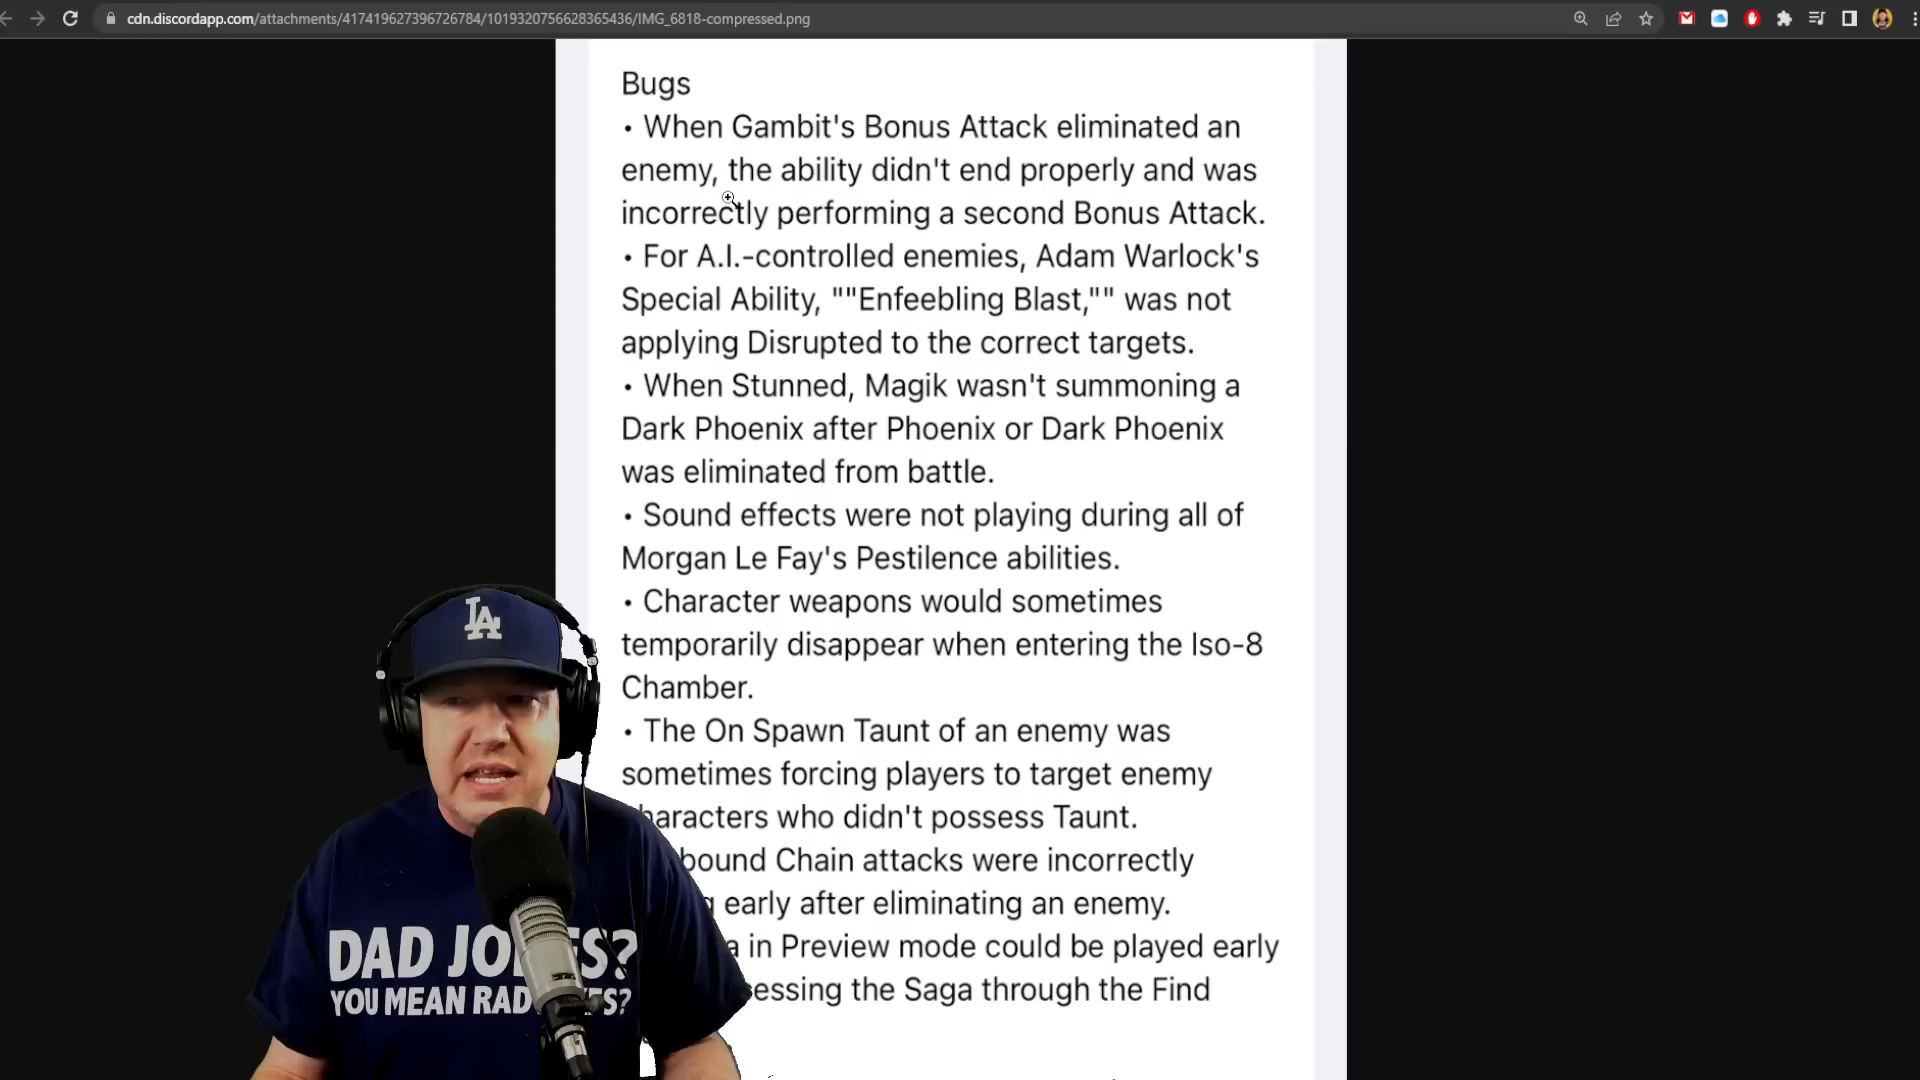 cdn.discordapp.com/attachments/417419627396726784/1019320756628365436/IMG_6818-compressed.png
Bugs
• When Gambit's Bonus Attack eliminated an
enemy, the ability didn't end properly and was
incorrectly performing a second Bonus Attack.
• For A.I.-controlled enemies, Adam Warlock's
Special Ability, ""Enfeebling Blast,"" was not
applying Disrupted to the correct targets.
• When Stunned, Magik wasn't summoning a
Dark Phoenix after Phoenix or Dark Phoenix
was eliminated from battle.
• Sound effects were not playing during all of
Morgan Le Fay's Pestilence abilities.
• Character weapons would sometimes
temporarily disappear when entering the Iso-8
Chamber.
• The On Spawn Taunt of an enemy was
sometimes forcing players to target enemy
who didn't possess Taunt.
Chain attacks were incorrectly
early after eliminating an enemy.
in Preview mode could be played early
the Saga through the Find
LA
DAD
YOU MEAN RAD